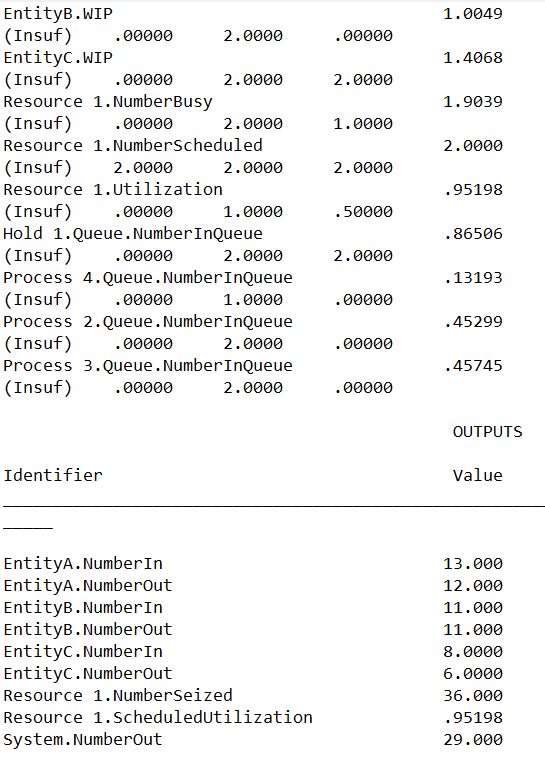 EntityB.WIP 1.0049
(Insuf) .00000 2.0000 .00000
EntityC.WIP 1.4068
(Insuf) .00000 2.0000 2.0000
Resource 1.NumberBusy 1.9039
(Insuf) .00000 2.0000 1.0000
Resource 1.NumberScheduled 2.0000
(Insuf) 2.0000 2.0000 2.0000
Resource 1.Utilization .95198
(Insuf) .00000 1.0000 .50000
Hold 1.Queue.NumberInQueue .86506
(Insuf) .00000 2.0000 2.0000
Process 4.Queue.NumberInQueue .13193
(Insuf) .00000 1.0000 .00000
Process 2.Queue.NumberInQueue .45299
(Insuf) .00000 2.0000 .00000
Process 3.Queue.NumberInQueue .45745
(Insuf) .00000 2.0000 .00000
OUTPUTS
Identifier Value
EntityA.NumberIn 13.000
EntityA.NumberOut 12.000
EntityB.NumberIn 11.000
EntityB.NumberOut 11.000
EntityC.NumberIn 8.0000
EntityC.NumberOut 6.0000
Resource 1.NumberSeized 36.000
Resource 1.ScheduledUtilization .95198
System.NumberOut 29.000